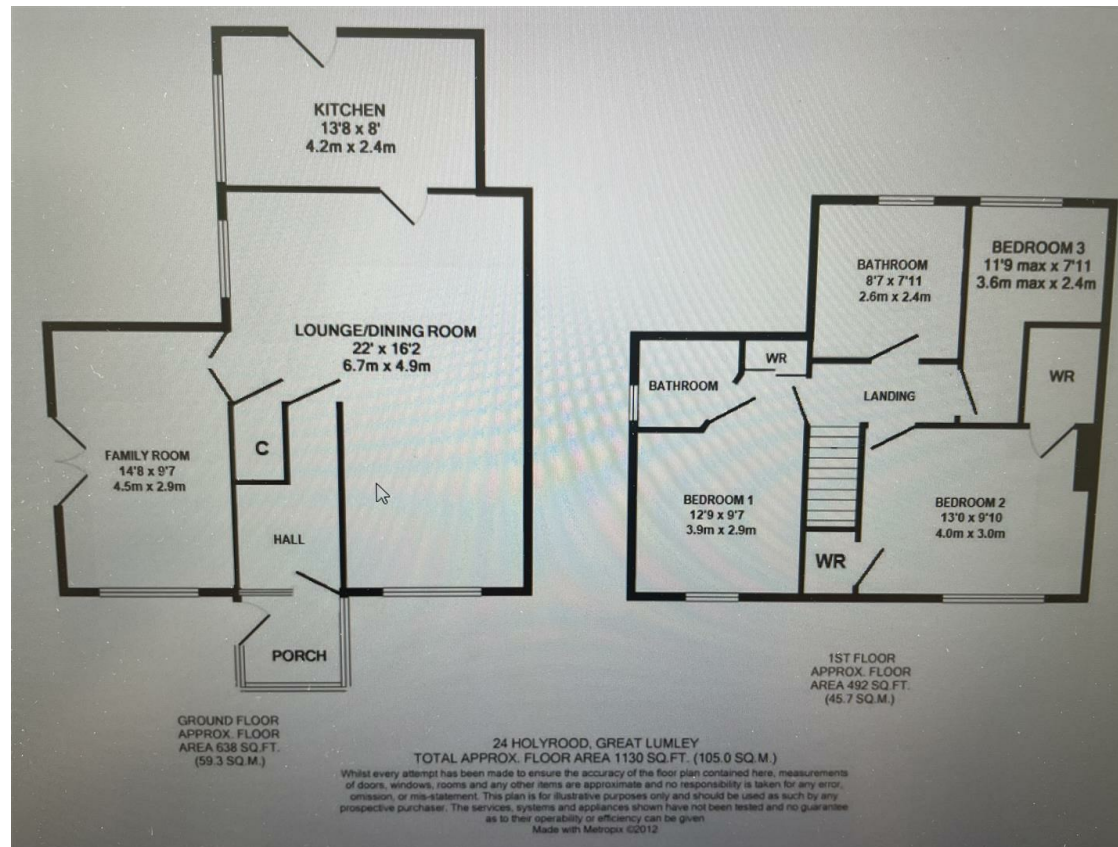 KITCHEN
13'8 x 8'
4.2m x 2.4m
LOUNGE/DINING ROOM
22' x 16'2
6.7m x 4.9m
FAMILY ROOM
14'8 x 9'7
4.5m x 2.9m
C
HALL
PORCH
GROUND FLOOR
APPROX. FLOOR
AREA 638 SQ.FT.
(59.3 SQ.M.)
BATHROOM
8'7 x 7'11
2.6m x 2.4m
BEDROOM 3
11'9 max x 7'11
3.6m max x 2.4m
WR
BATHROOM
LANDING
WR
BEDROOM 1
12'9 x 9'7
3.9m x 2.9m
BEDROOM 2
13'0 x 9'10
4.0m x 3.0m
WR
1ST FLOOR
APPROX. FLOOR
AREA 492 SQ.FT.
(45.7 SQ.M.)
24 HOLYROOD, GREAT LUMLEY
TOTAL APPROX. FLOOR AREA 1130 SQ.FT. (105.0 SQ.M.)
Whilst every attempt has been made to ensure the accuracy of the floor plan contained here, measurements
of doors, windows, rooms and any other items are approximate and no responsibility is taken for any error,
omission, or mis-statement. This plan is for illustrative purposes only and should be used as such by any
prospective purchaser. The services, systems and appliances shown have not been tested and no guarantee
as to their operability or efficiency can be given
Made with Metropix ©2012